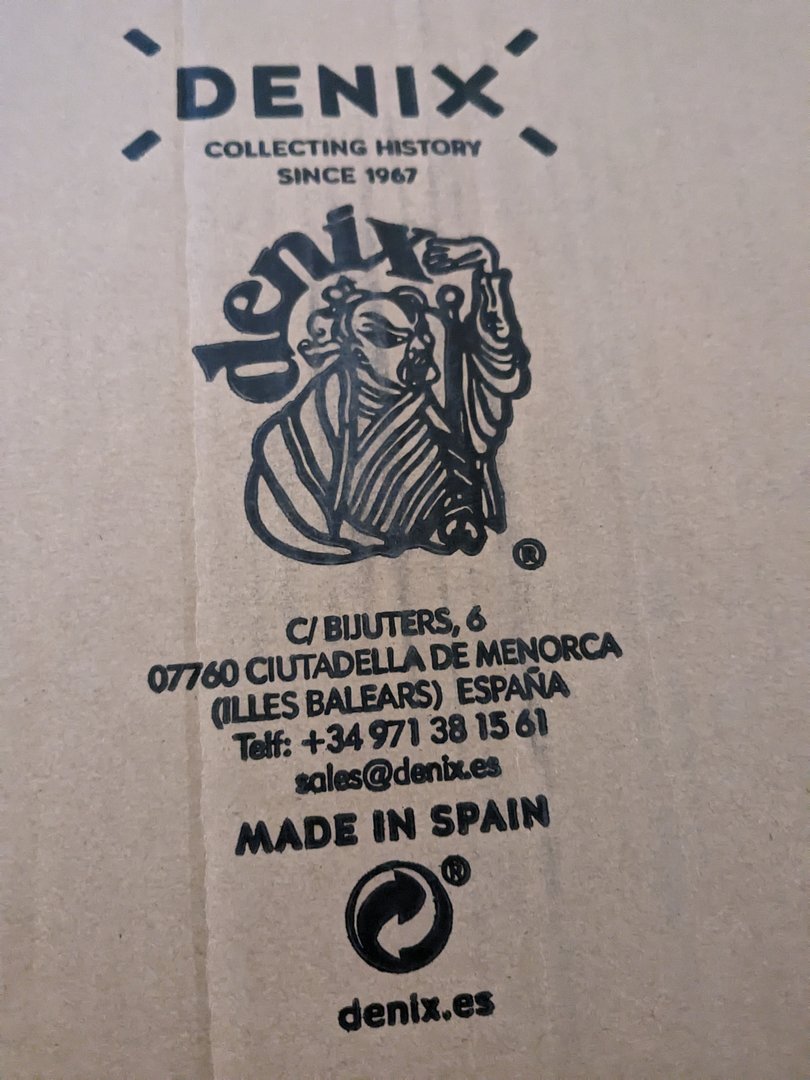 DENIX
COLLECTING HISTORY
SINCE 1967
denix
®
C/ BIJUTERS, 6
07760 CIUTADELLA DE MENORCA
(ILLES BALEARS) ESPAÑA
Telf: +34 971 38 15 61
sales@denix.es
MADE IN SPAIN
®
denix.es